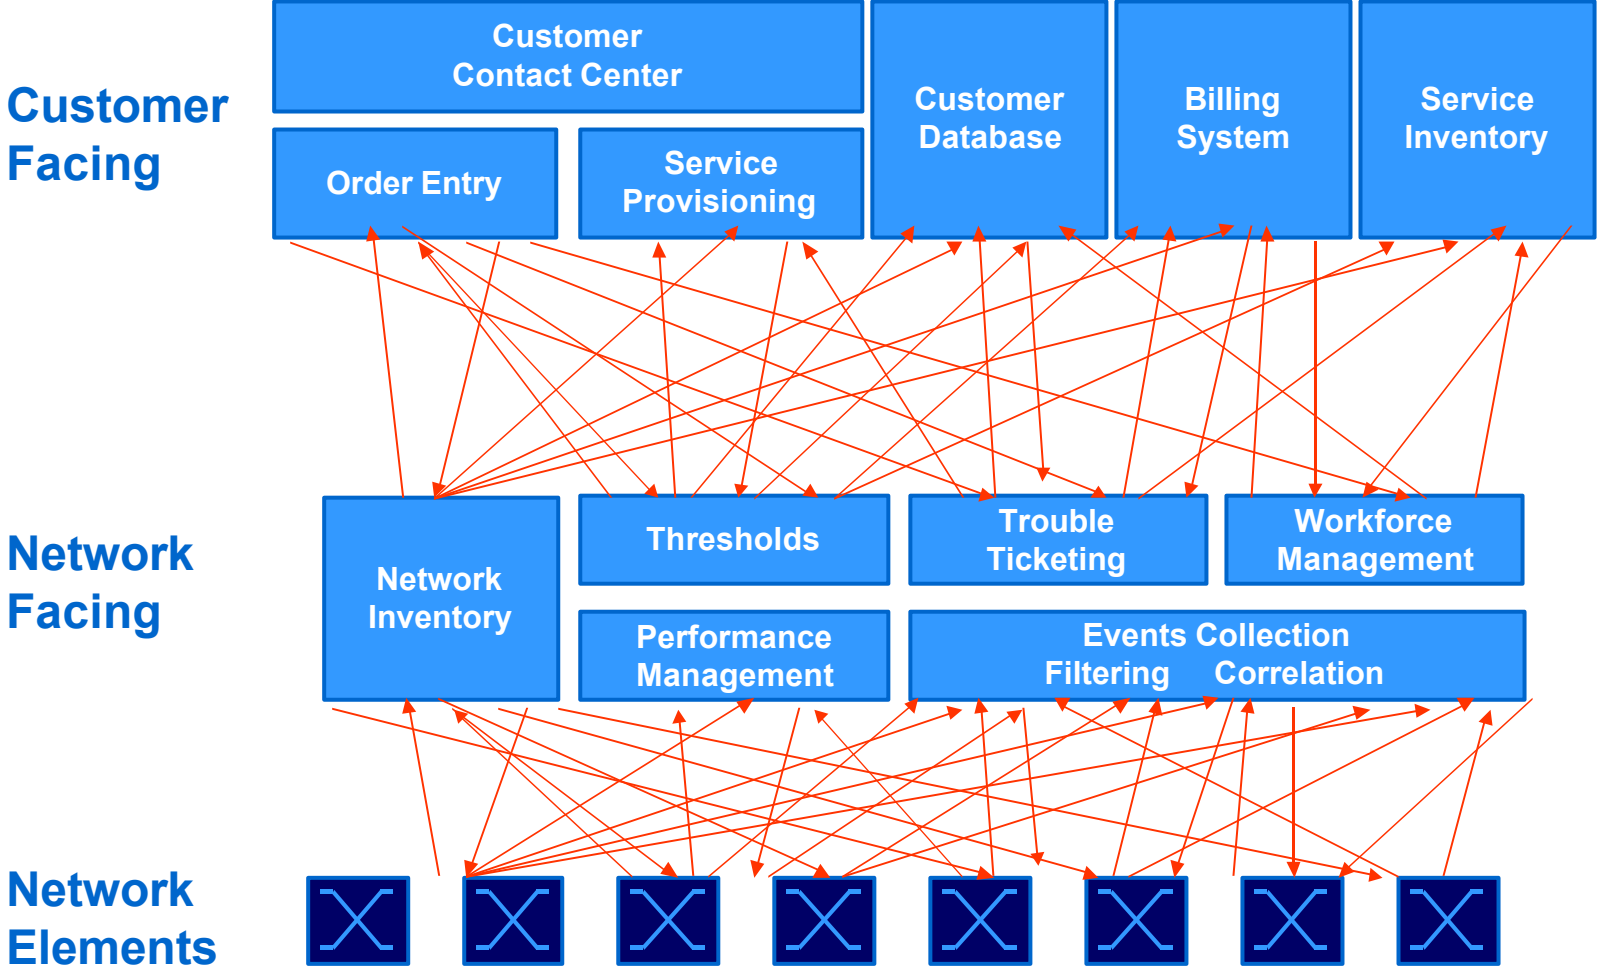 Customer
Facing
Customer
Contact Center
Order Entry
Service
Provisioning
Customer
Database
Billing
System
Service
Inventory
Network
Facing
Network
Inventory
Thresholds
Trouble
Ticketing
Workforce
Management
Performance
Management
Events Collection
Filtering Correlation
Network
Elements